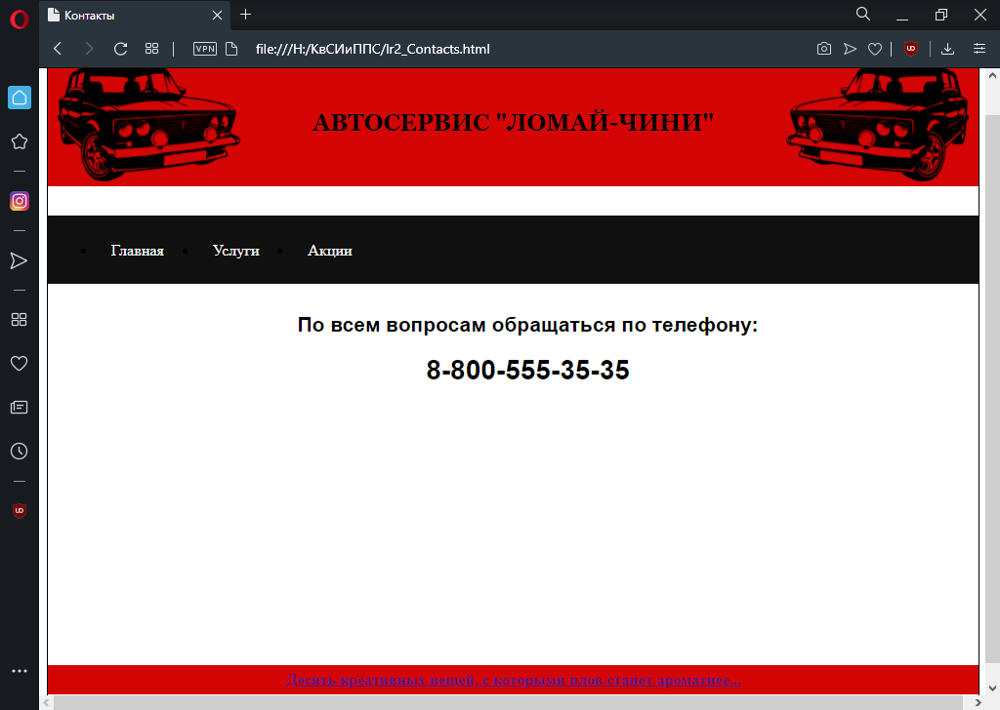 Контакты
VPN
file:///H:/КвСИиППС/lr2_Contacts.html
АВТОСЕРВИС "ЛОМАЙ-ЧИНИ"
Главная
Услуги
Акции
По всем вопросам обращаться по телефону:
8-800-555-35-35
Десять креативных вещей, с которыми плов станет ароматнее...